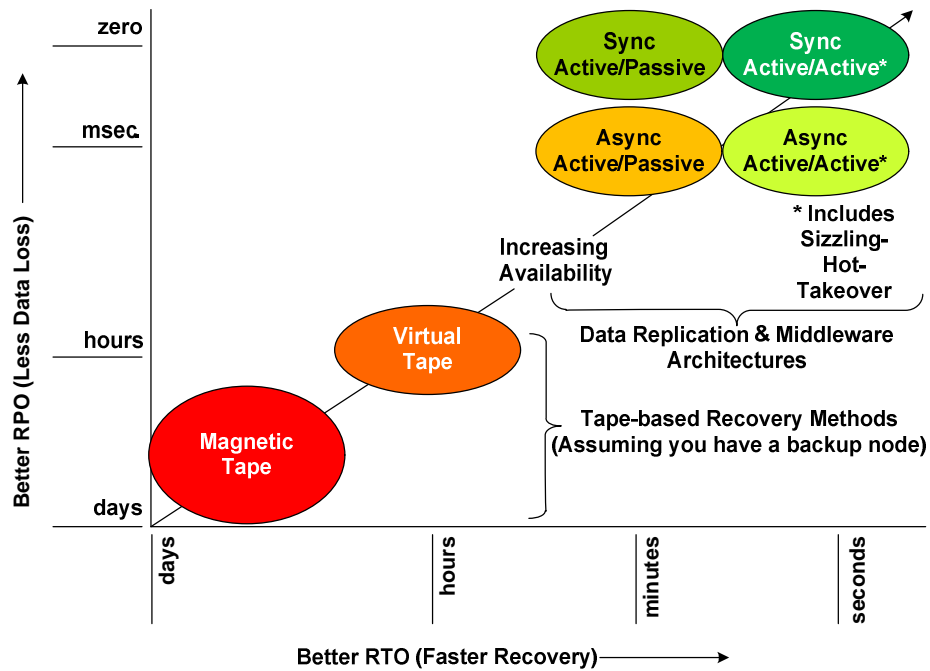 zero
msec.
hours
days
Better RPO (Less Data Loss)
Sync
Active/Passive
Sync
Active/Active*
Async
Active/Passive
Async
Active/Active*
* Includes
Sizzling-
Hot-
Takeover
Increasing
Availability
Data Replication & Middleware
Architectures
Virtual
Tape
Tape-based Recovery Methods
(Assuming you have a backup node)
Magnetic
Tape
days
hours
minutes
seconds
Better RTO (Faster Recovery)